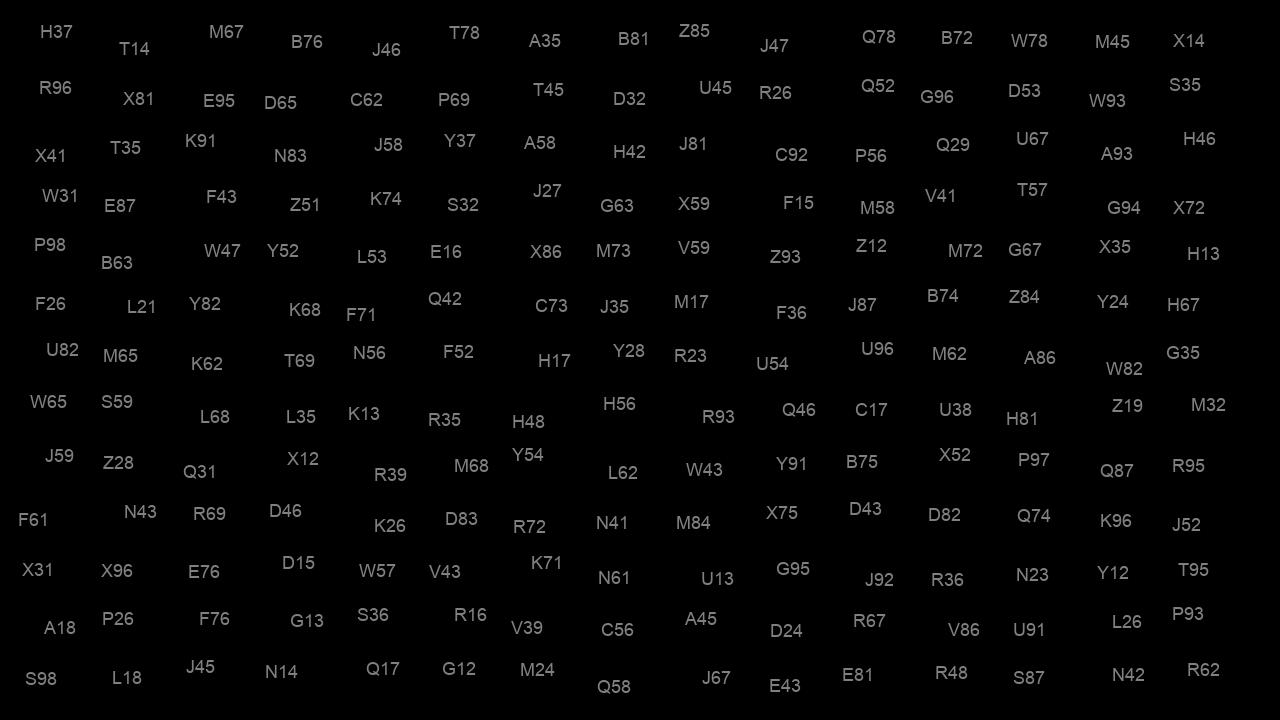 H37 T14 M67 B76 J46 T78 A35 B81 Z85 J47 Q78 B72 W78 M45 X14
R96 X81 E95 D65 C62 P69 T45 D32 U45 R26 Q52 G96 D53 W93 S35
X41 T35 K91 N83 J58 Y37 A58 H42 J81 C92 P56 Q29 U67 A93 H46
W31 E87 F43 Z51 K74 S32 J27 G63 X59 F15 M58 V41 T57 G94 X72
P98 B63 W47 Y52 L53 E16 X86 M73 V59 Z93 Z12 M72 G67 X35 H13
F26 L21 Y82 K68 F71 Q42 C73 J35 M17 F36 J87 B74 Z84 Y24 H67
U82 M65 K62 T69 N56 F52 H17 Y28 R23 U54 U96 M62 A86 W82 G35
W65 S59 L68 L35 K13 R35 H48 H56 R93 Q46 C17 U38 H81 Z19 M32
J59 Z28 Q31 X12 R39 M68 Y54 L62 W43 Y91 B75 X52 P97 Q87 R95
F61 N43 R69 D46 K26 D83 R72 N41 M84 X75 D43 D82 Q74 K96 J52
X31 X96 E76 D15 W57 V43 K71 N61 U13 G95 J92 R36 N23 Y12 T95
A18 P26 F76 G13 S36 R16 V39 C56 A45 D24 R67 V86 U91 L26 P93
S98 L18 J45 N14 Q17 G12 M24 Q58 J67 E43 E81 R48 S87 N42 R62